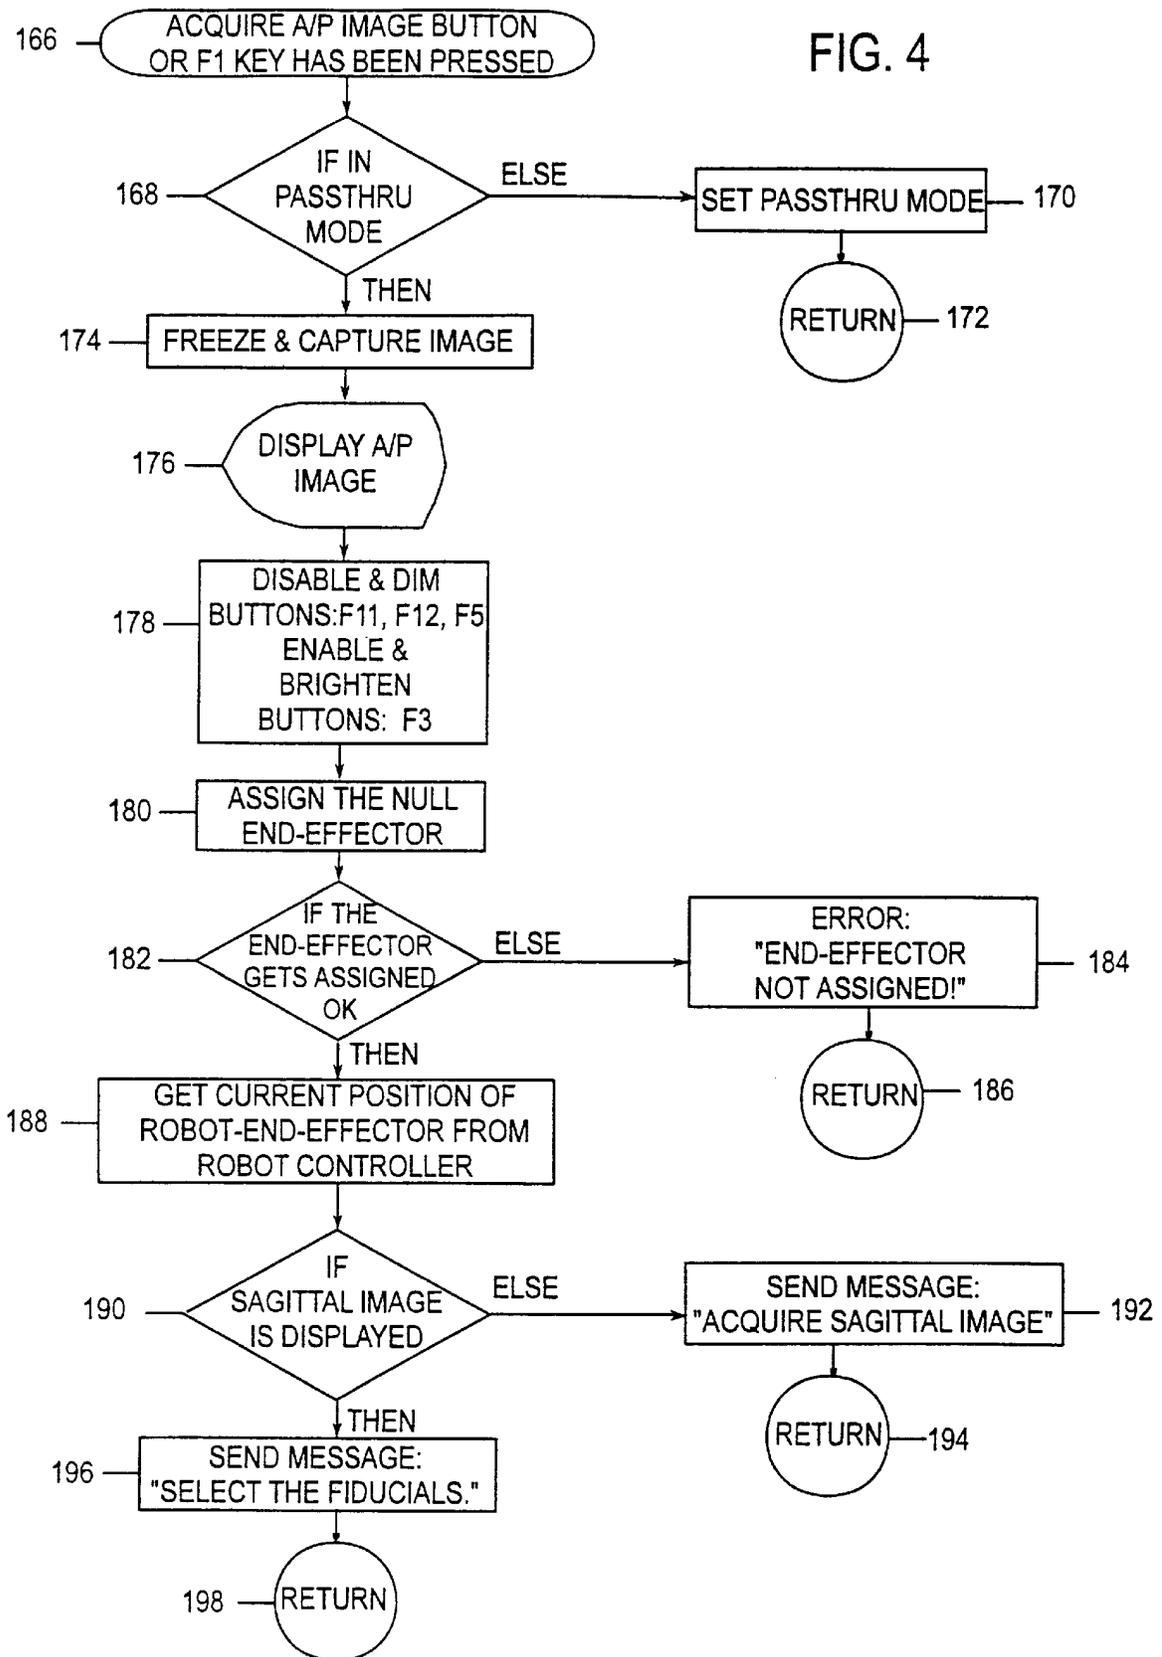 166
ACQUIRE A/P IMAGE BUTTON
OR F1 KEY HAS BEEN PRESSED
FIG. 4
168
IF IN
PASSTHRU
MODE
ELSE
SET PASSTHRU MODE
170
THEN
RETURN
172
174
FREEZE & CAPTURE IMAGE
176
DISPLAY A/P
IMAGE
178
DISABLE & DIM
BUTTONS:F11, F12, F5
ENABLE &
BRIGHTEN
BUTTONS: F3
180
ASSIGN THE NULL
END-EFFECTOR
182
IF THE
END-EFFECTOR
GETS ASSIGNED
OK
ELSE
ERROR:
"END-EFFECTOR
NOT ASSIGNED!"
184
THEN
RETURN
186
188
GET CURRENT POSITION OF
ROBOT-END-EFFECTOR FROM
ROBOT CONTROLLER
190
IF
SAGITTAL IMAGE
IS DISPLAYED
ELSE
SEND MESSAGE:
"ACQUIRE SAGITTAL IMAGE"
192
THEN
RETURN
194
196
SEND MESSAGE:
"SELECT THE FIDUCIALS."
198
RETURN